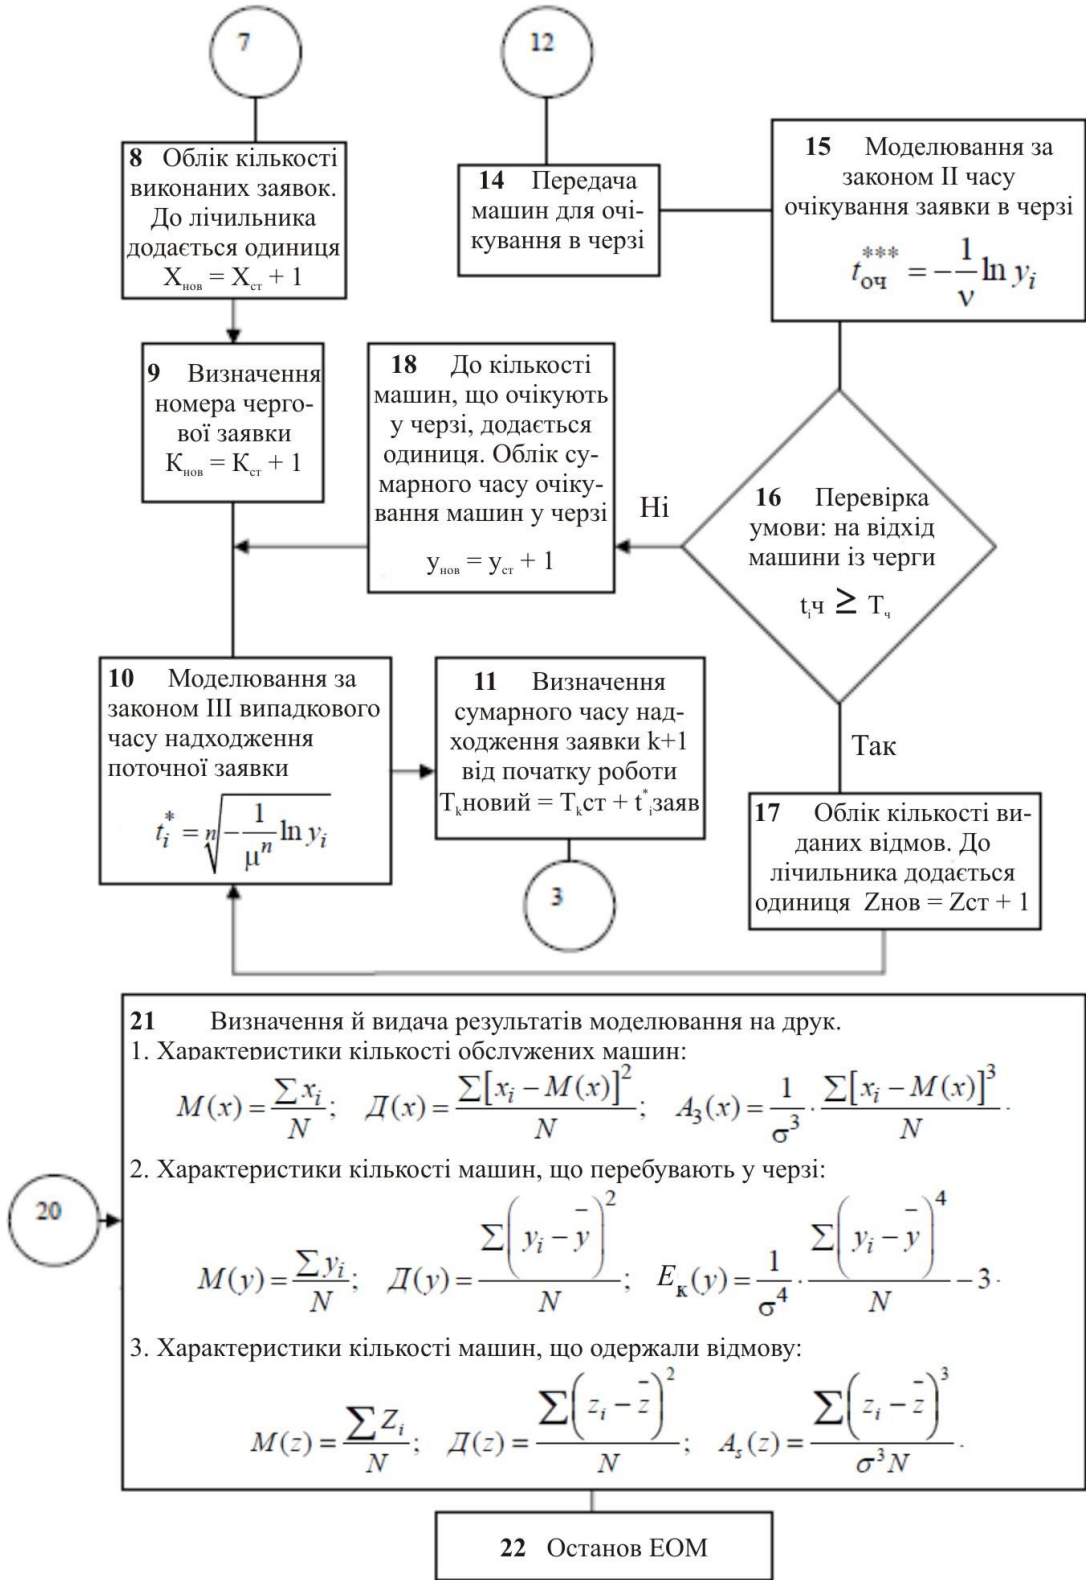 7
12
8 Облік кількості
виконаних заявок.
До лічильника
додається одиниця
Xнов = Xст + 1
14 Передача
машин для очі-
кування в черзі
15 Моделювання за
законом II часу
очікування заявки в черзі
t***оч = -1/ν ln yi
9 Визначення
номера черго-
вої заявки
Кнов = Кст + 1
18 До кількості
машин, що очікують
у черзі, додається
одиниця. Облік су-
марного часу очіку-
вання машин у черзі
yнов = yст + 1
Ні
16 Перевірка
умови: на відхід
машини із черги
tiч ≥ Tч
Так
10 Моделювання за
законом III випадкового
часу надходження
поточної заявки
t*i = ⁿ√(-1/μⁿ ln yi)
11 Визначення
сумарного часу над-
ходження заявки k+1
від початку роботи
Tkновий = Tkст + t*iзаяв
3
17 Облік кількості ви-
даних відмов. До
лічильника додається
одиниця Zнов = Zст + 1
21 Визначення й видача результатів моделювання на друк.
1. Характеристики кількості обслужених машин:
M(x) = ∑xi/N; Д(x) = ∑[xi – M(x)]²/N; A3(x) = 1/σ³ · ∑[xi – M(x)]³/N.
2. Характеристики кількості машин, що перебувають у черзі:
20
M(y) = ∑yi/N; Д(y) = ∑(yi – ȳ)²/N; Eк(y) = 1/σ⁴ · ∑(yi – ȳ)⁴/N – 3.
3. Характеристики кількості машин, що одержали відмову:
M(z) = ∑Zi/N; Д(z) = ∑(zi – z̄)²/N; As(z) = ∑(zi – z̄)³/σ³N.
22 Останов ЕОМ